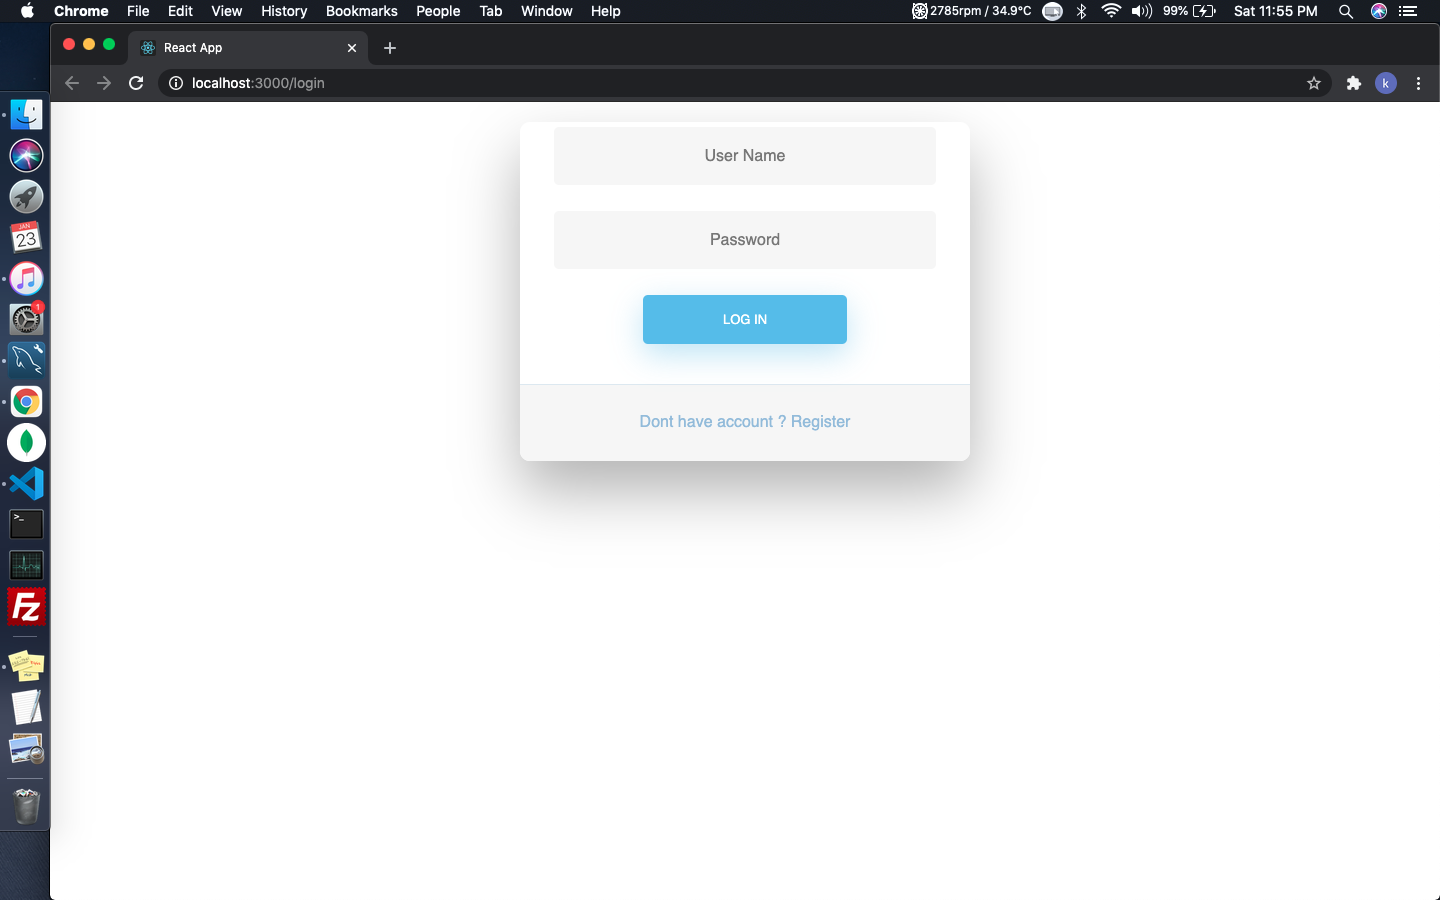 Chrome File Edit View History Bookmarks People Tab Window Help 2785rpm / 34.9°C 99% Sat 11:55 PM
React App
localhost:3000/login
k
User Name
Password
LOG IN
Dont have account ? Register
JAN
23
1
>_
Fz